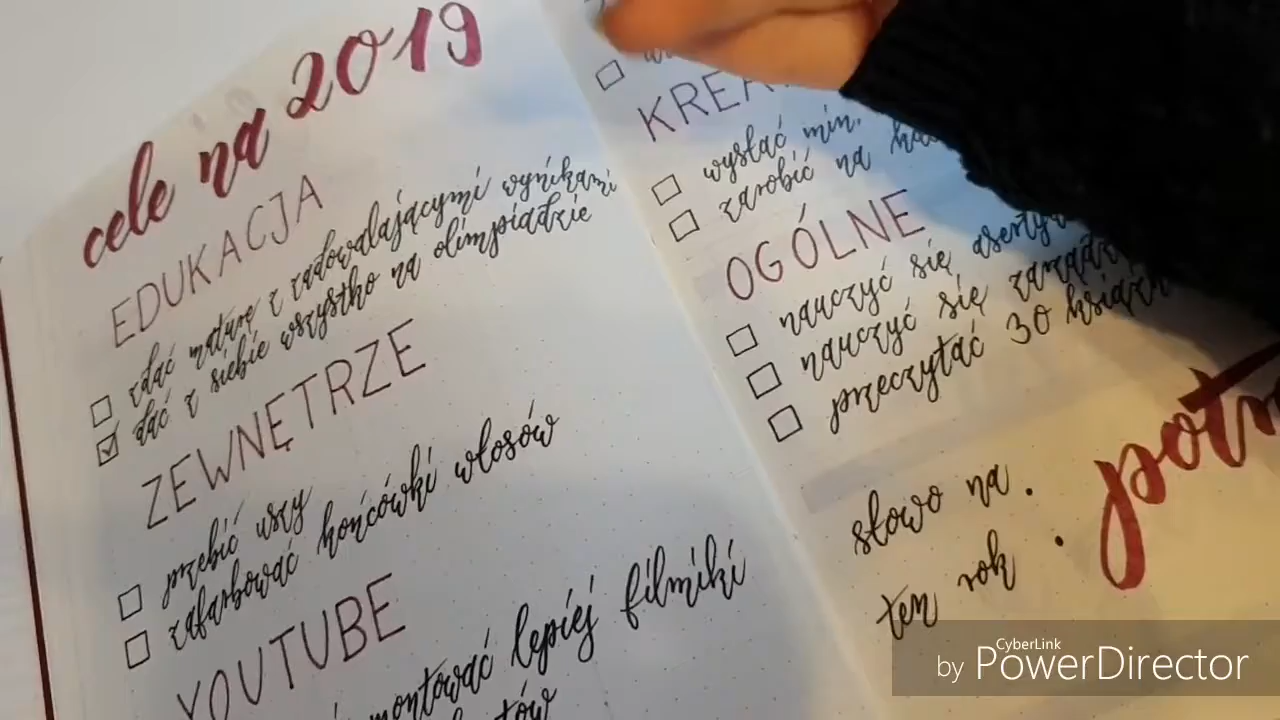 cele na 2019
EDUKACJA
zdać maturę z zadowalającymi wynikami
dać z siebie wszystko na olimpiadzie
ZEWNĘTRZE
przebić uszy
zafarbować końcówki włosów
YOUTUBE
montować lepiej filmiki
wysłać min.
zarobić na
OGÓLNE
nauczyć się
nauczyć się
przeczytać 30
słowo na
ten rok
CyberLink
by PowerDirector